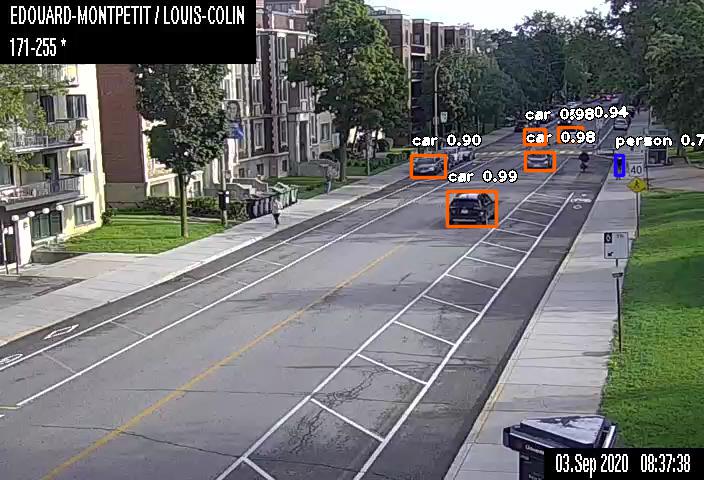 EDOUARD-MONTPETIT / LOUIS-COLIN
171-255 *
car 0.98
0.94
car 0.90
car 0.98
person 0.7
car 0.99
40
03.Sep 2020 08:37:38